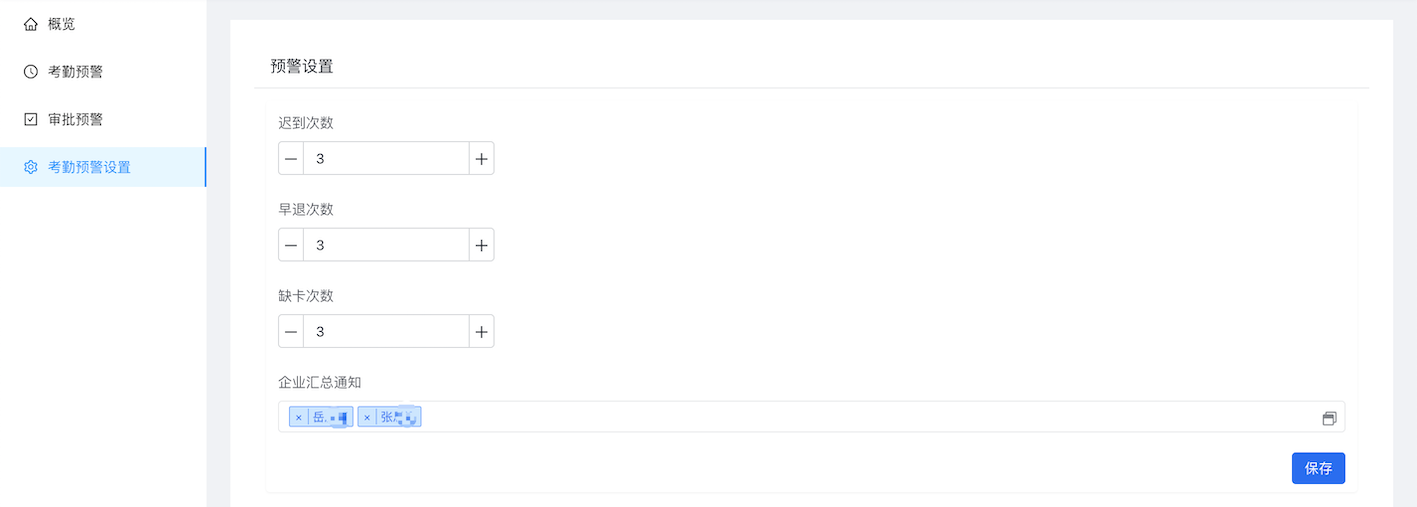 概览
考勤预警
审批预警
考勤预警设置
预警设置
迟到次数
3
早退次数
3
缺卡次数
3
企业汇总通知
× 岳 × 张
保存